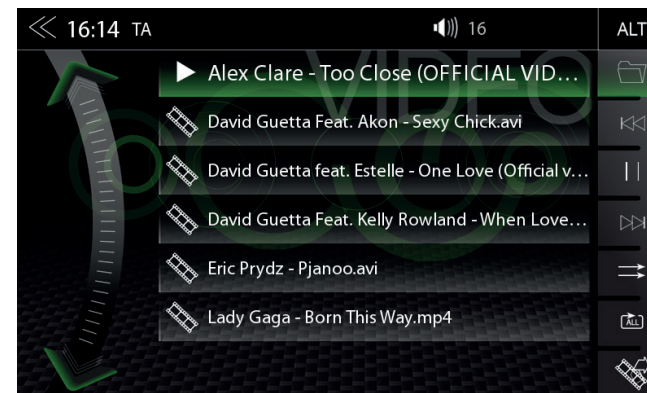 16:14 TA
16
ALT
VIDEO
Alex Clare - Too Close (OFFICIAL VID...
David Guetta Feat. Akon - Sexy Chick.avi
David Guetta feat. Estelle - One Love (Official v...
David Guetta Feat. Kelly Rowland - When Love...
Eric Prydz - Pjanoo.avi
Lady Gaga - Born This Way.mp4
ALL